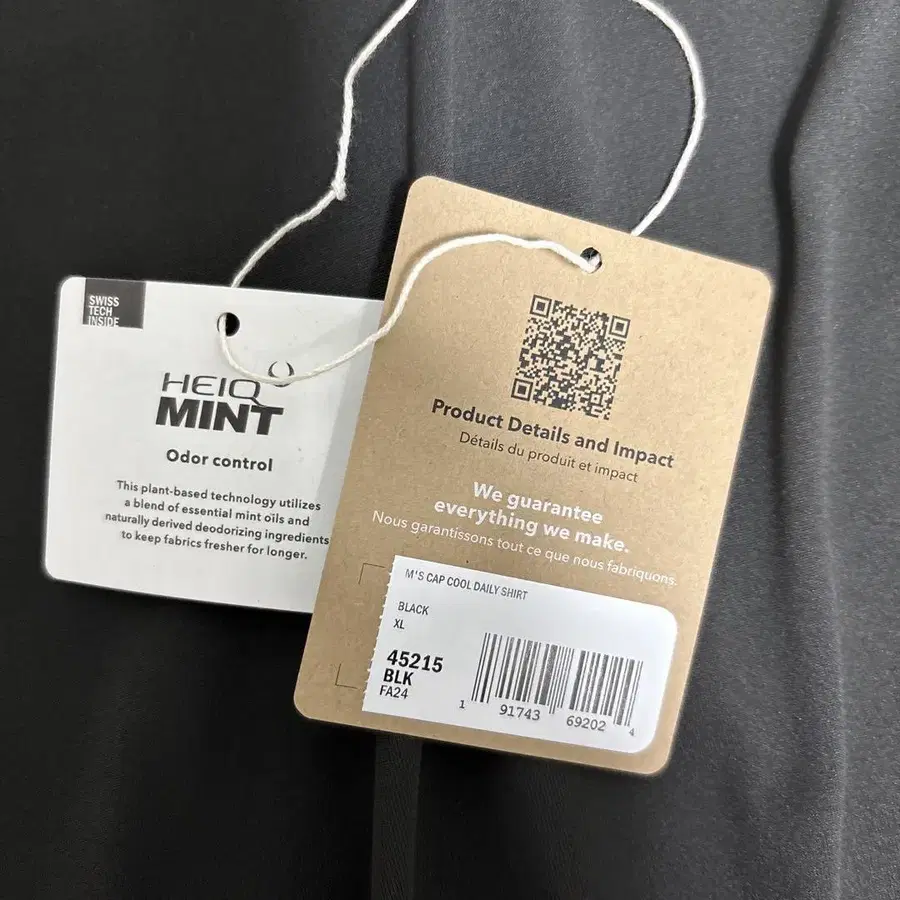 SWISS
TECH
INSIDE
HEIQ
MINT
Odor control
This plant-based technology utilizes
a blend of essential mint oils and
naturally derived deodorizing ingredients
to keep fabrics fresher for longer.
Product Details and Impact
Détails du produit et impact
We guarantee
everything we make.
Nous garantissons tout ce que nous fabriquons.
M'S CAP COOL DAILY SHIRT
BLACK
XL
45215
BLK
FA24
1 91743 69202 4